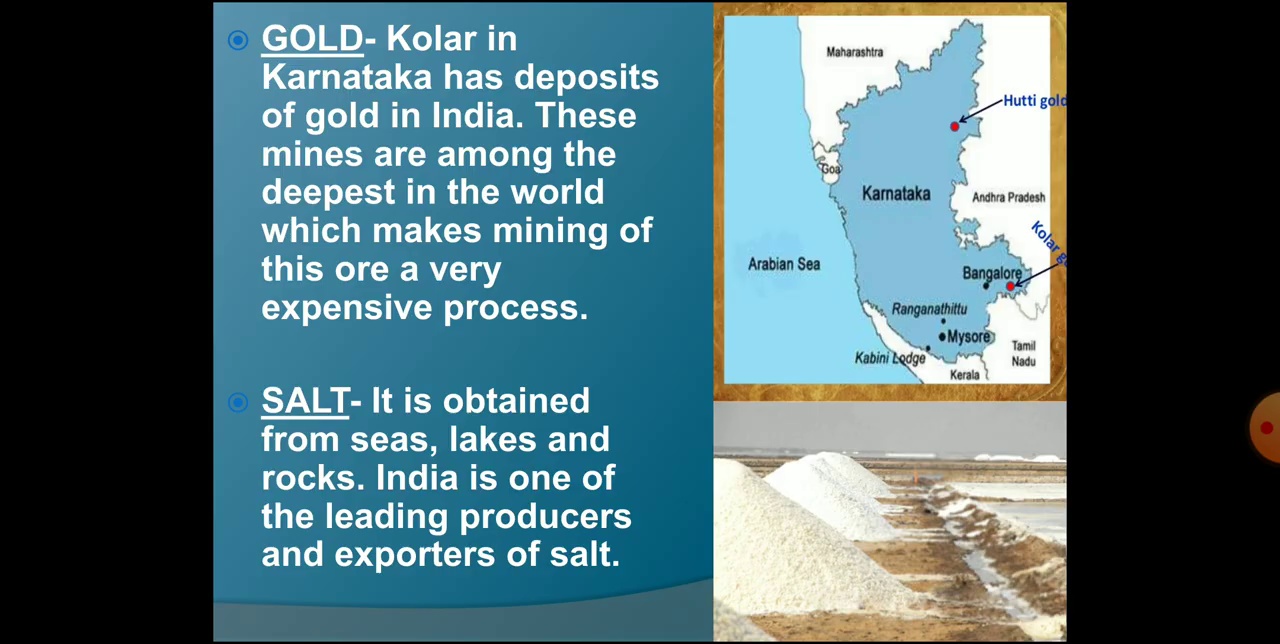 GOLD- Kolar in
Karnataka has deposits
of gold in India. These
mines are among the
deepest in the world
which makes mining of
this ore a very
expensive process.
SALT- It is obtained
from seas, lakes and
rocks. India is one of
the leading producers
and exporters of salt.
Maharashtra
Hutti gold
Goa
Karnataka
Andhra Pradesh
Kolar g
Arabian Sea
Bangalore
Ranganathittu
Mysore
Kabini Lodge
Tamil
Nadu
Kerala